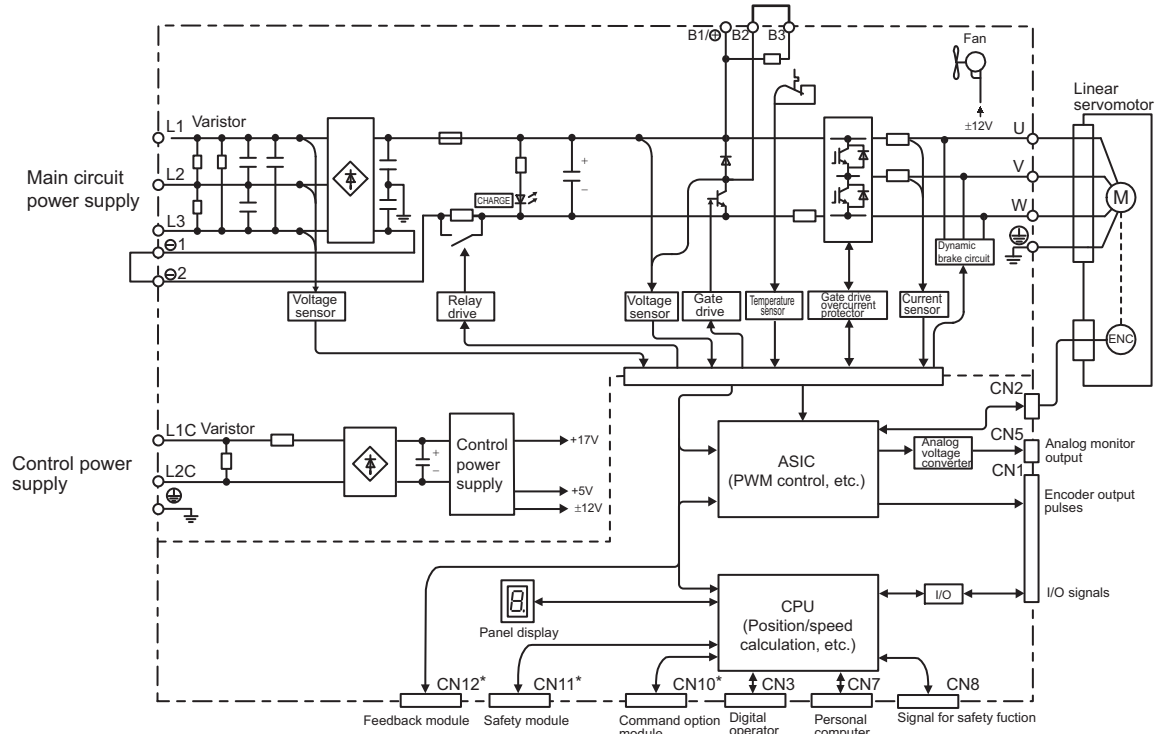 B1/⊕ B2 B3
Fan
±12V
Linear
servomotor
Main circuit
power supply
L1 Varistor
L2
L3
⊖1
⊖2
+
–
CHARGE
U
V
W
M
ENC
Dynamic
brake circuit
Voltage
sensor
Relay
drive
Voltage
sensor
Gate
drive
Temperature
sensor
Gate drive
overcurrent
protector
Current
sensor
Control power
supply
L1C Varistor
L2C
+
–
Control
power
supply
+17V
+5V
±12V
ASIC
(PWM control, etc.)
Analog
voltage
converter
CN2
CN5
Analog monitor
output
CN1
Encoder output
pulses
I/O
I/O signals
CPU
(Position/speed
calculation, etc.)
8.
Panel display
CN12*
CN11*
CN10*
CN3
CN7
CN8
Feedback module
Safety module
Command option
module
Digital
operator
Personal
computer
Signal for safety fuction